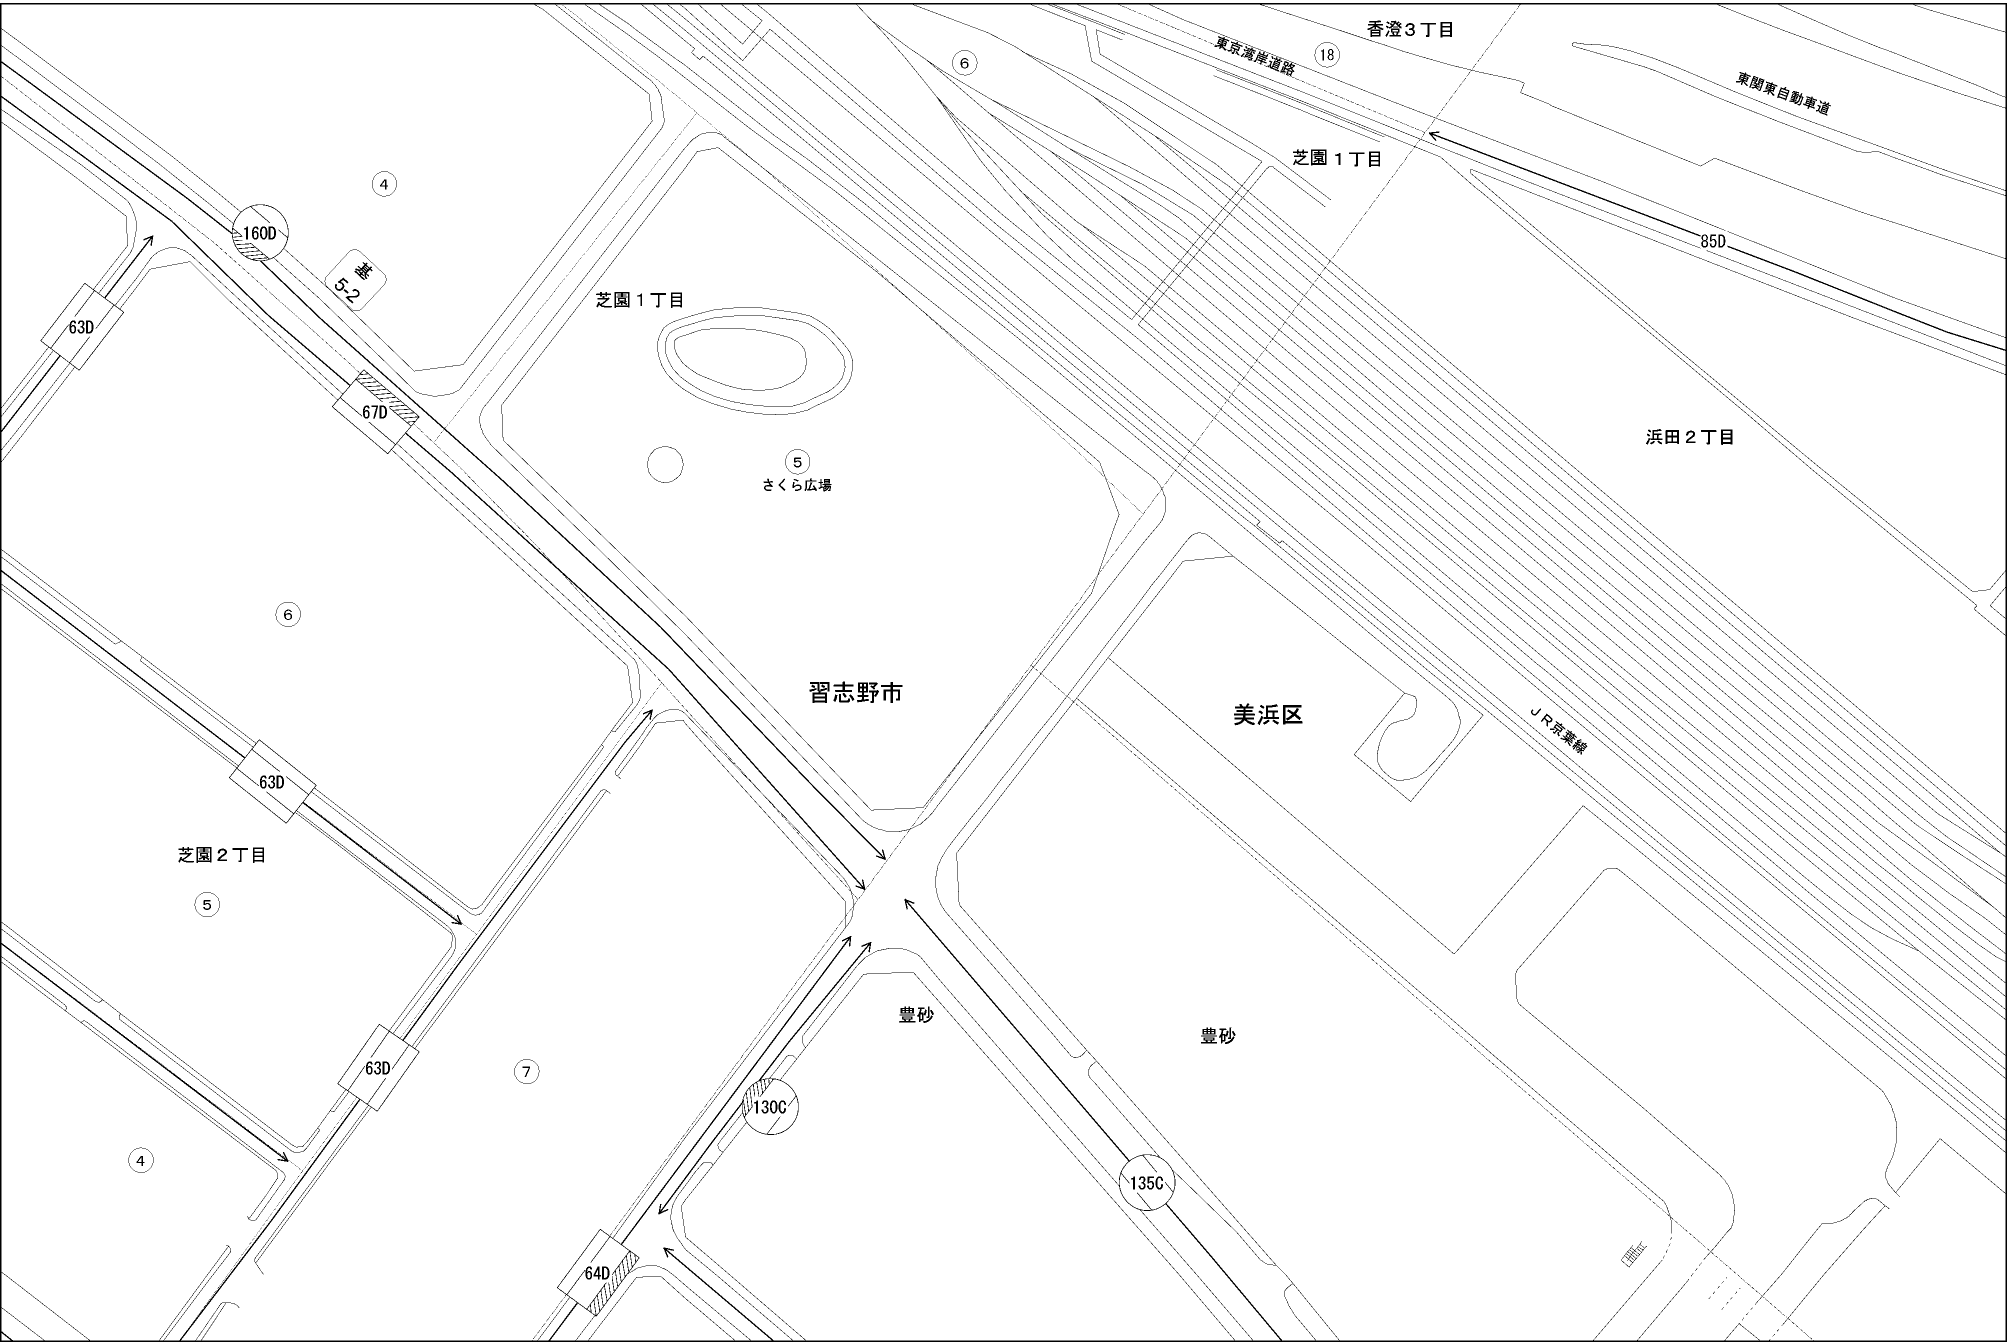 香澄３丁目
18
東京湾岸道路
6
東関東自動車道
芝園１丁目
4
160D
85D
基
5-2
芝園１丁目
63D
67D
浜田２丁目
5
さくら広場
6
習志野市
美浜区
ＪＲ京葉線
63D
芝園２丁目
5
豊砂
豊砂
63D
7
130C
4
135C
64D